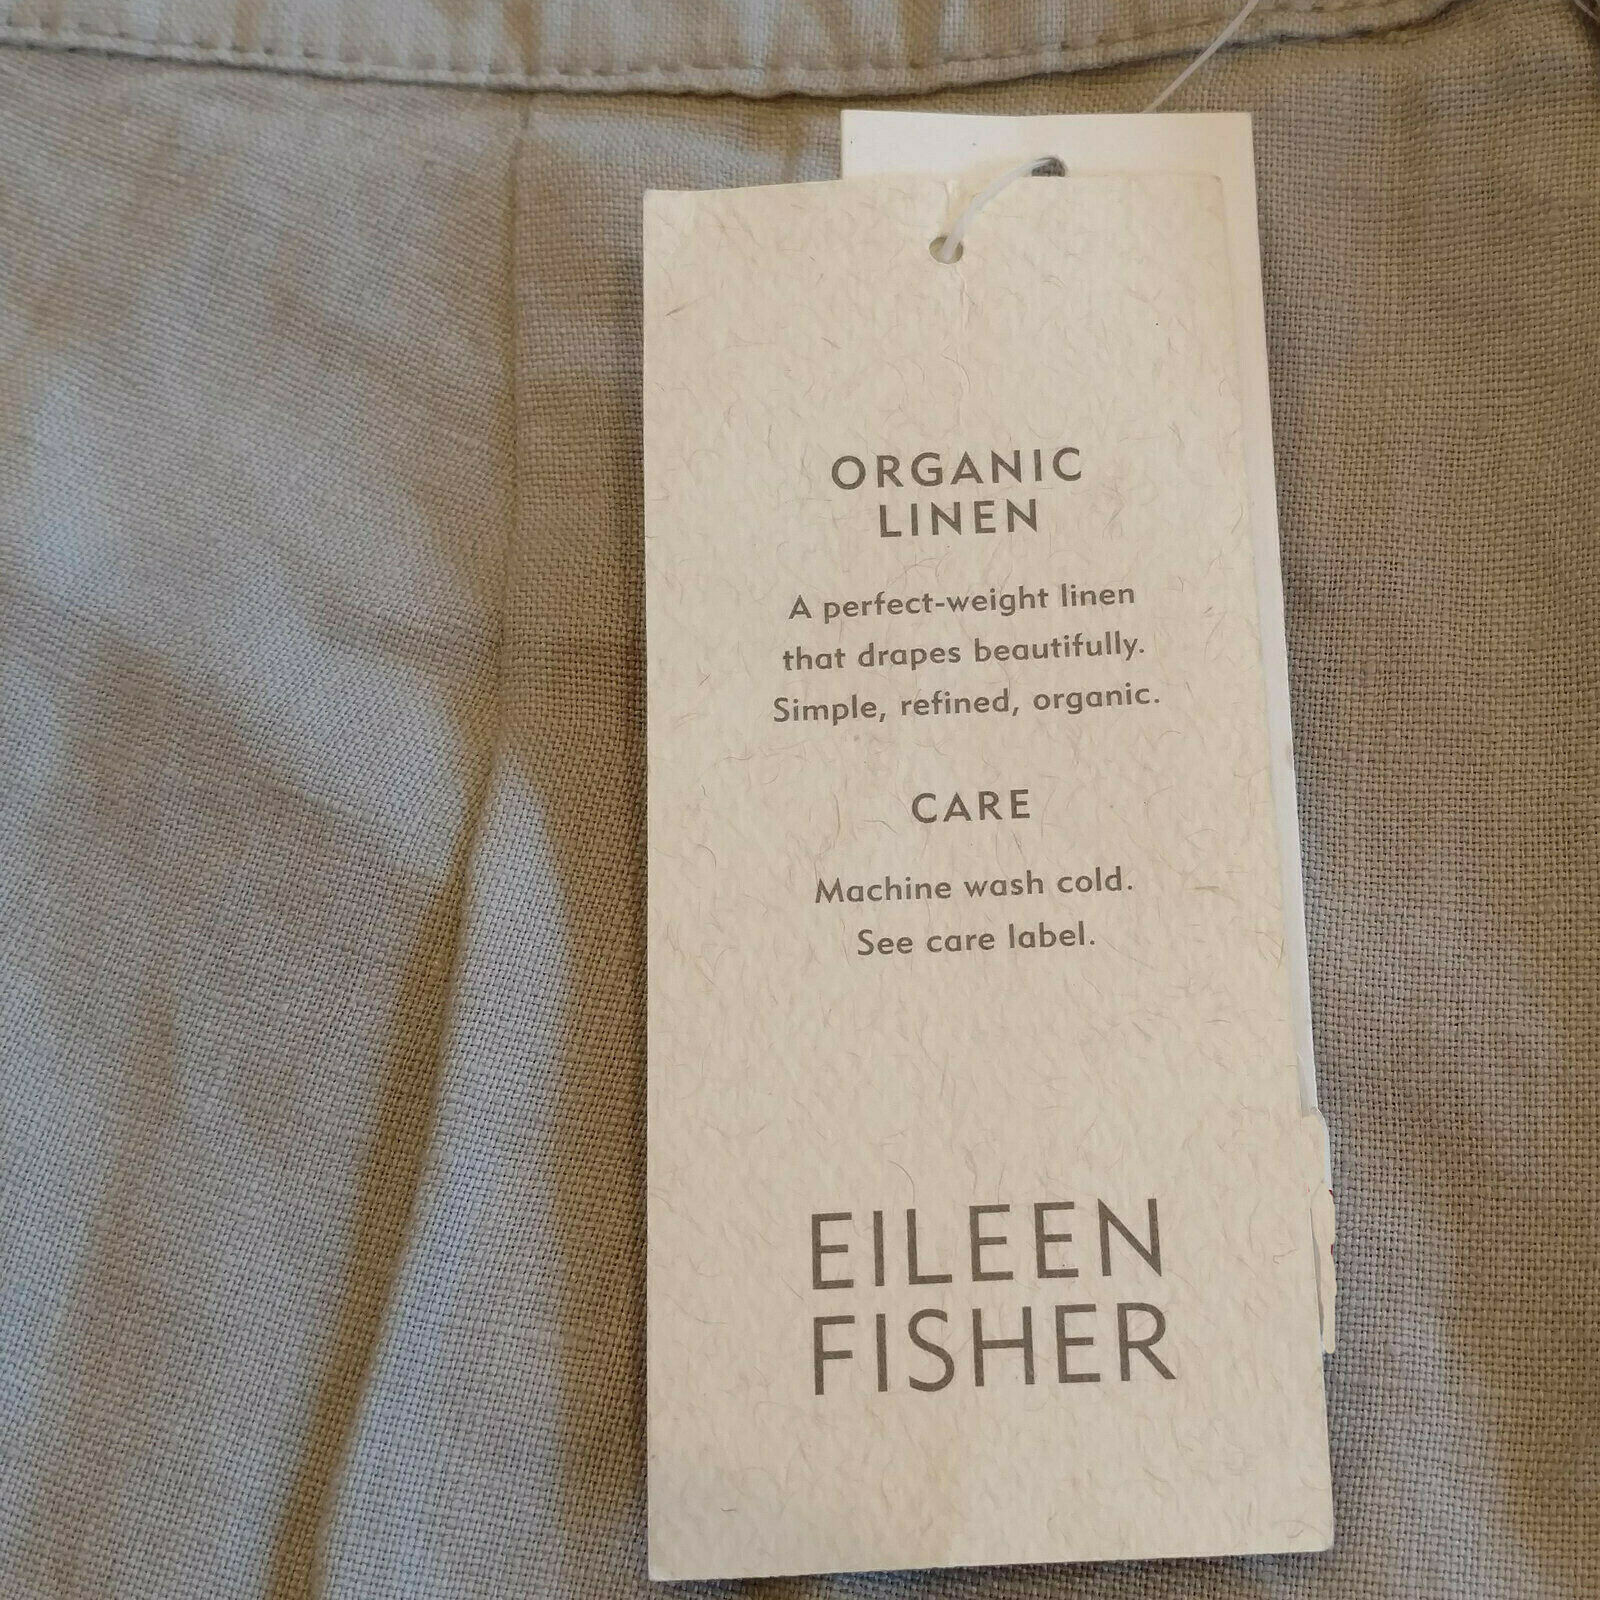 ORGANIC
LINEN
A perfect-weight linen
that drapes beautifully.
Simple, refined, organic.
CARE
Machine wash cold.
See care label.
EILEEN
FISHER